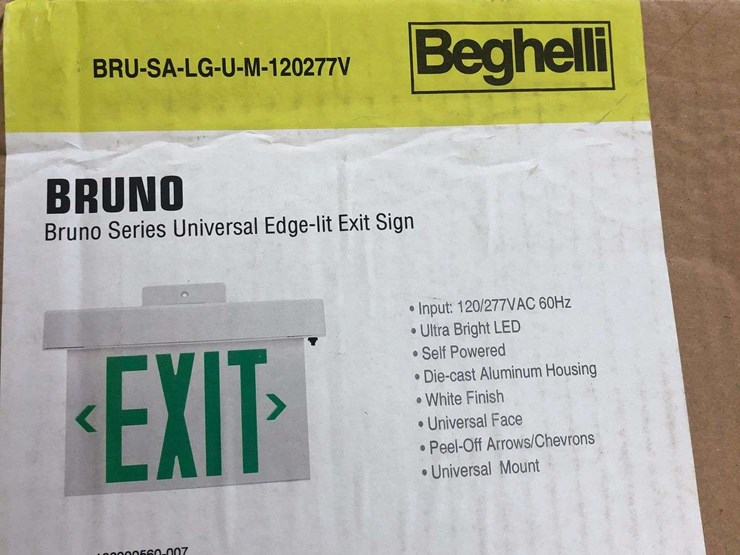 BRU-SA-LG-U-M-120277V
Beghelli
BRUNO
Bruno Series Universal Edge-lit Exit Sign
EXIT
• Input: 120/277VAC 60Hz
• Ultra Bright LED
• Self Powered
• Die-cast Aluminum Housing
• White Finish
• Universal Face
• Peel-Off Arrows/Chevrons
• Universal Mount